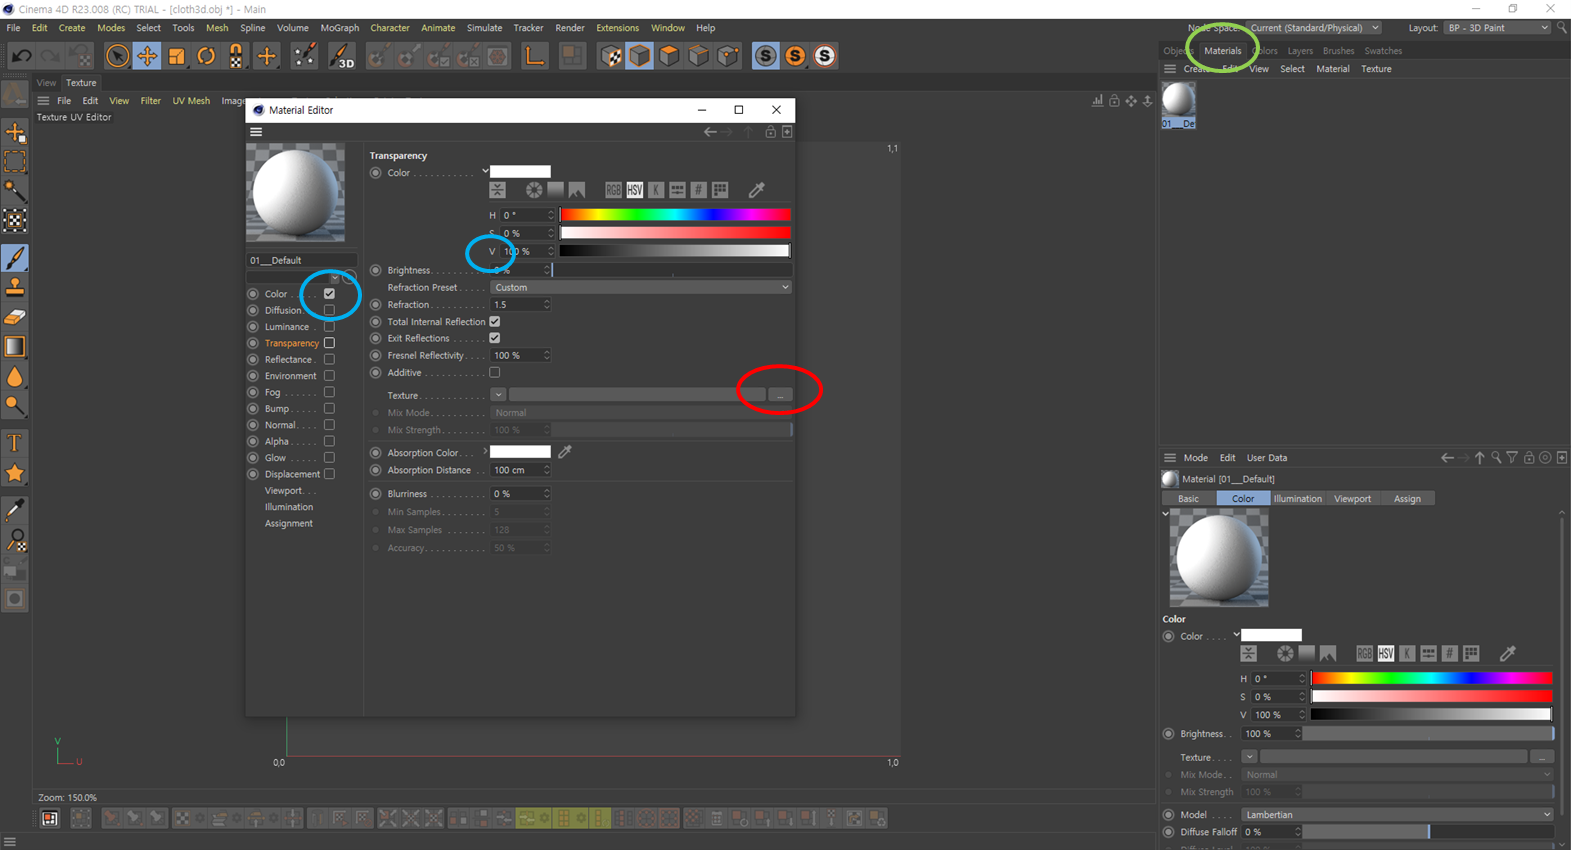 Cinema 4D R23.008 (RC) TRIAL - [cloth3d.obj *] - Main
File Edit Create Modes Select Tools Mesh Spline Volume MoGraph Character Animate Simulate Tracker Render Extensions Window Help
Node Space: Current (Standard/Physical) Layout: BP - 3D Paint
Objects Materials Colors Layers Brushes Swatches
Create Edit View Select Material Texture
01___De
View Texture
File Edit View Filter UV Mesh
Texture UV Editor
Material Editor
1,1
01___Default
Color
Diffusion
Luminance
Transparency
Reflectance
Environment
Fog
Bump
Normal
Alpha
Glow
Displacement
Viewport
Illumination
Assignment
Transparency
Color
RGB HSV K #
H 0 °
S 0 %
V 100 %
Brightness
Refraction Preset Custom
Refraction 1.5
Total Internal Reflection
Exit Reflections
Fresnel Reflectivity 100 %
Additive
Texture ...
Mix Mode Normal
Mix Strength 100 %
Absorption Color
Absorption Distance 100 cm
Blurriness 0 %
Min Samples 5
Max Samples 128
Accuracy 50 %
V
U
0,0
1,0
Zoom: 150.0%
Mode Edit User Data
Material [01___Default]
Basic Color Illumination Viewport Assign
Color
Color
RGB HSV K #
H 0 °
S 0 %
V 100 %
Brightness 100 %
Texture ...
Mix Mode Normal
Mix Strength 100 %
Model Lambertian
Diffuse Falloff 0 %